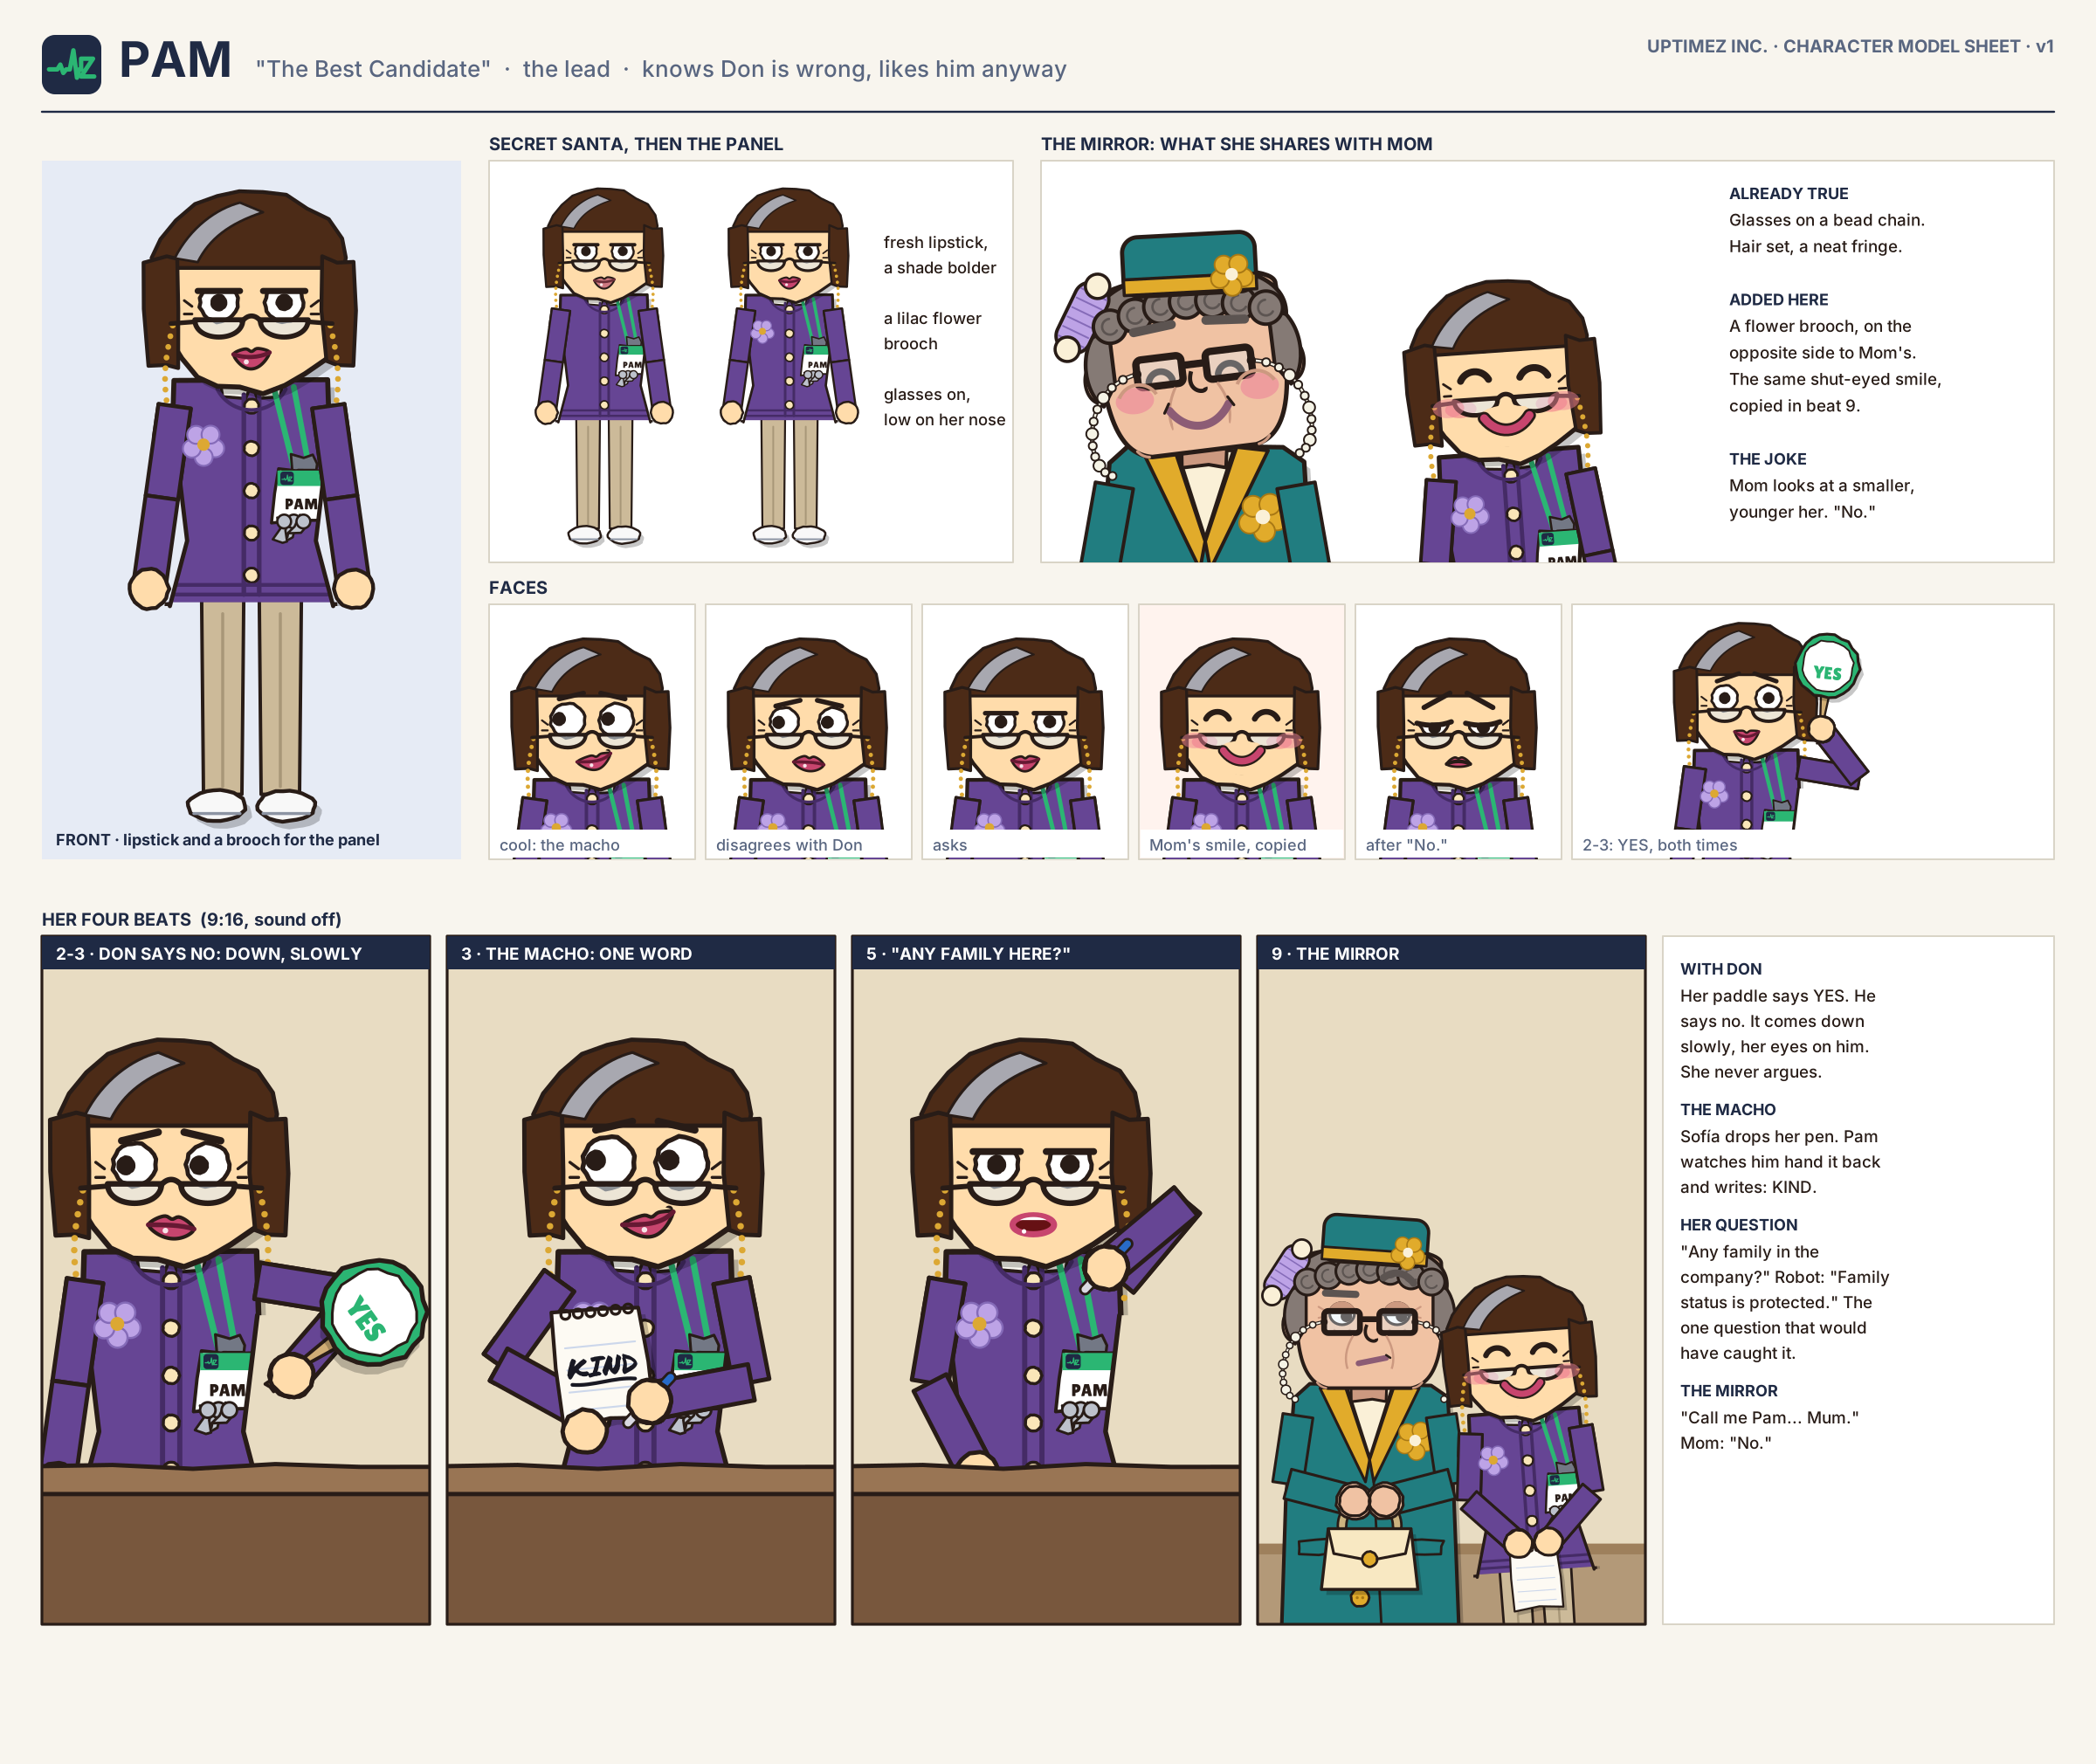 PAM
"The Best Candidate" · the lead · knows Don is wrong, likes him anyway
UPTIMEZ INC. · CHARACTER MODEL SHEET · v1
PAM
FRONT · lipstick and a brooch for the panel
SECRET SANTA, THEN THE PANEL
PAM
PAM
fresh lipstick,
a shade bolder
a lilac flower
brooch
glasses on,
low on her nose
THE MIRROR: WHAT SHE SHARES WITH MOM
PAM
ALREADY TRUE
Glasses on a bead chain.
Hair set, a neat fringe.
ADDED HERE
A flower brooch, on the
opposite side to Mom's.
The same shut-eyed smile,
copied in beat 9.
THE JOKE
Mom looks at a smaller,
younger her. "No."
FACES
cool: the macho
disagrees with Don
asks
Mom's smile, copied
after "No."
YES
2-3: YES, both times
HER FOUR BEATS (9:16, sound off)
2-3 · DON SAYS NO: DOWN, SLOWLY
YES
PAM
3 · THE MACHO: ONE WORD
KIND
5 · "ANY FAMILY HERE?"
PAM
9 · THE MIRROR
PAM
WITH DON
Her paddle says YES. He
says no. It comes down
slowly, her eyes on him.
She never argues.
THE MACHO
Sofía drops her pen. Pam
watches him hand it back
and writes: KIND.
HER QUESTION
"Any family in the
company?" Robot: "Family
status is protected." The
one question that would
have caught it.
THE MIRROR
"Call me Pam... Mum."
Mom: "No."